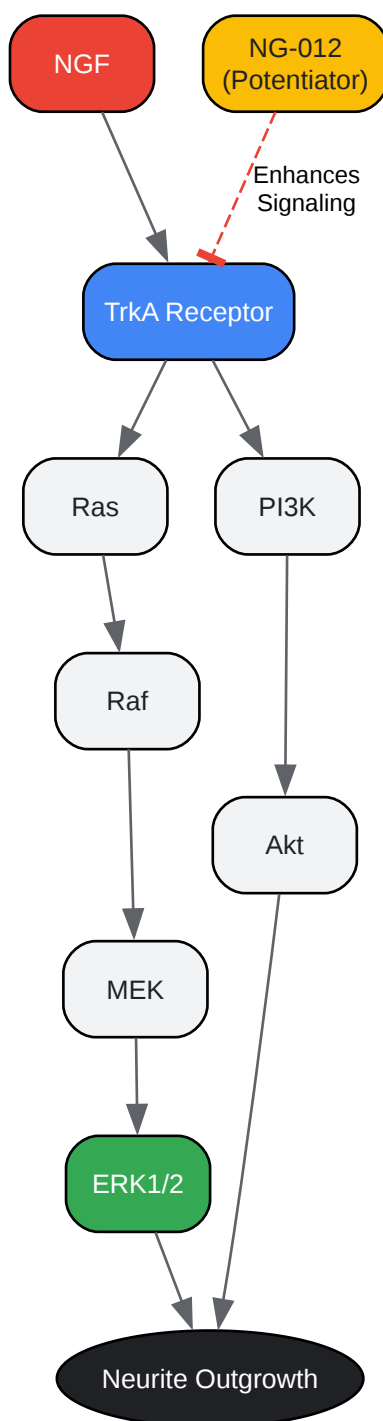 NGF
NG-012
(Potentiator)
Enhances
Signaling
TrkA Receptor
Ras
PI3K
Raf
Akt
MEK
ERK1/2
Neurite Outgrowth